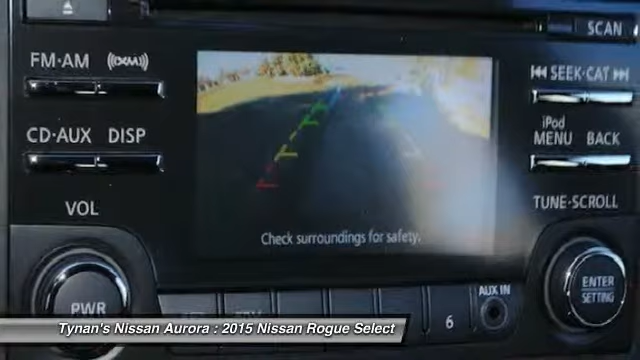 SCAN
FM·AM (XM)
SEEK·CAT
CD·AUX DISP
iPod
MENU BACK
VOL
TUNE·SCROLL
Check surroundings for safety.
AUX IN
ENTER
SETTING
PWR
6
Tynan's Nissan Aurora : 2015 Nissan Rogue Select